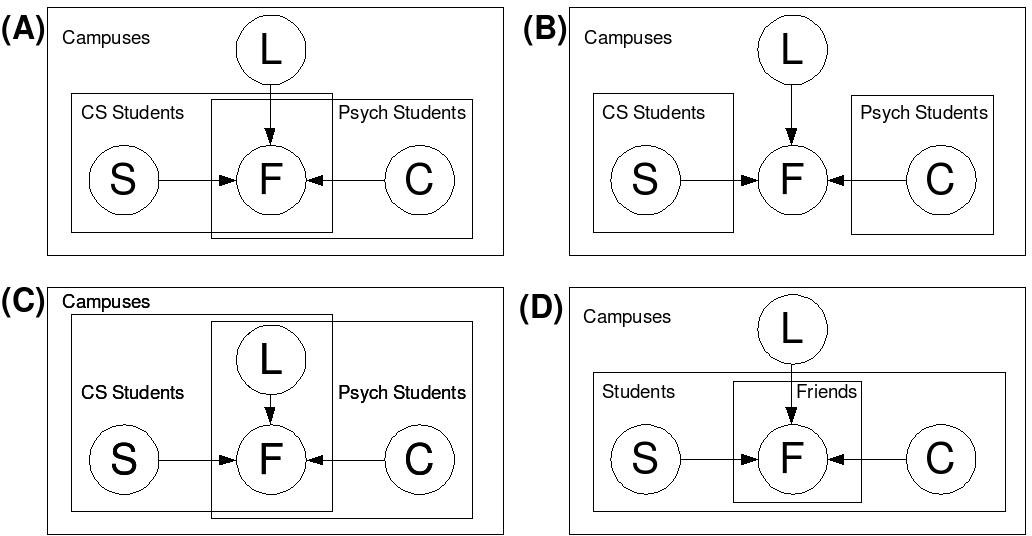 (A)
Campuses
L
CS Students
Psych Students
S
F
C
(B)
Campuses
L
CS Students
Psych Students
S
F
C
(C)
Campuses
L
CS Students
Psych Students
S
F
C
(D)
Campuses
L
Students
Friends
S
F
C